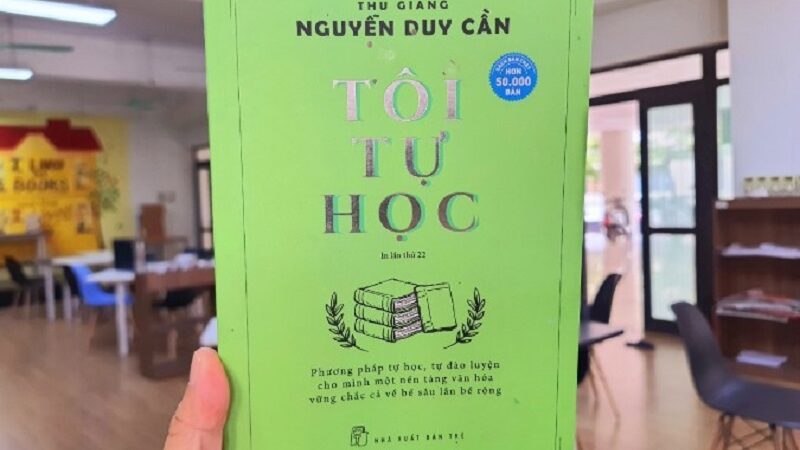 THU GIANG
NGUYỄN DUY CẦN
HƠN
50.000
BẢN
TÔI
TỰ
HỌC
In lần thứ 22
Phương pháp tự học, tự đào luyện
cho mình một nền tảng văn hóa
vững chắc cả về bề sâu lẫn bề rộng
NHÀ XUẤT BẢN TRẺ
BOOKS